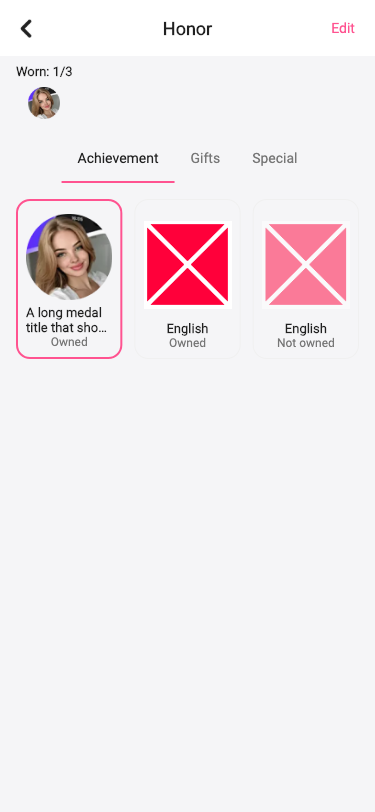 Honor
Edit
Worn: 1/3
Achievement
Gifts
Special
A long medal
title that sho...
Owned
English
Owned
English
Not owned